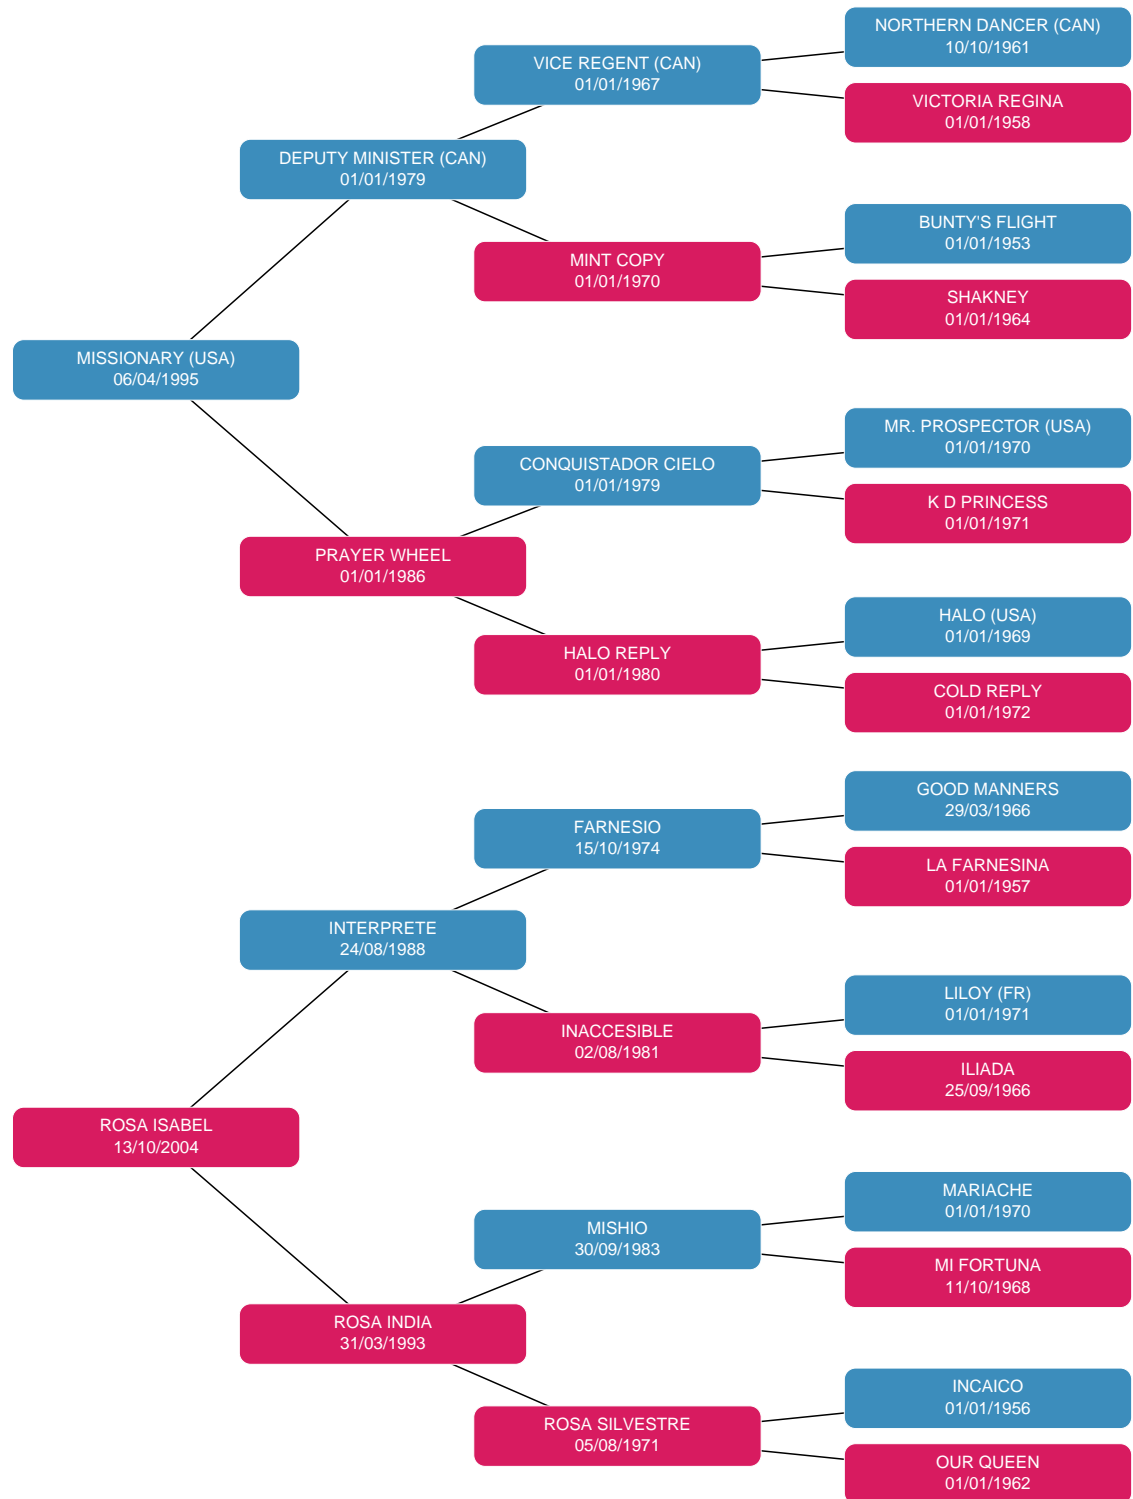 NORTHERN DANCER (CAN)
10/10/1961
VICE REGENT (CAN)
01/01/1967
VICTORIA REGINA
01/01/1958
DEPUTY MINISTER (CAN)
01/01/1979
BUNTY'S FLIGHT
01/01/1953
MINT COPY
01/01/1970
SHAKNEY
01/01/1964
MISSIONARY (USA)
06/04/1995
MR. PROSPECTOR (USA)
01/01/1970
CONQUISTADOR CIELO
01/01/1979
K D PRINCESS
01/01/1971
PRAYER WHEEL
01/01/1986
HALO (USA)
01/01/1969
HALO REPLY
01/01/1980
COLD REPLY
01/01/1972
GOOD MANNERS
29/03/1966
FARNESIO
15/10/1974
LA FARNESINA
01/01/1957
INTERPRETE
24/08/1988
LILOY (FR)
01/01/1971
INACCESIBLE
02/08/1981
ILIADA
25/09/1966
ROSA ISABEL
13/10/2004
MARIACHE
01/01/1970
MISHIO
30/09/1983
MI FORTUNA
11/10/1968
ROSA INDIA
31/03/1993
INCAICO
01/01/1956
ROSA SILVESTRE
05/08/1971
OUR QUEEN
01/01/1962